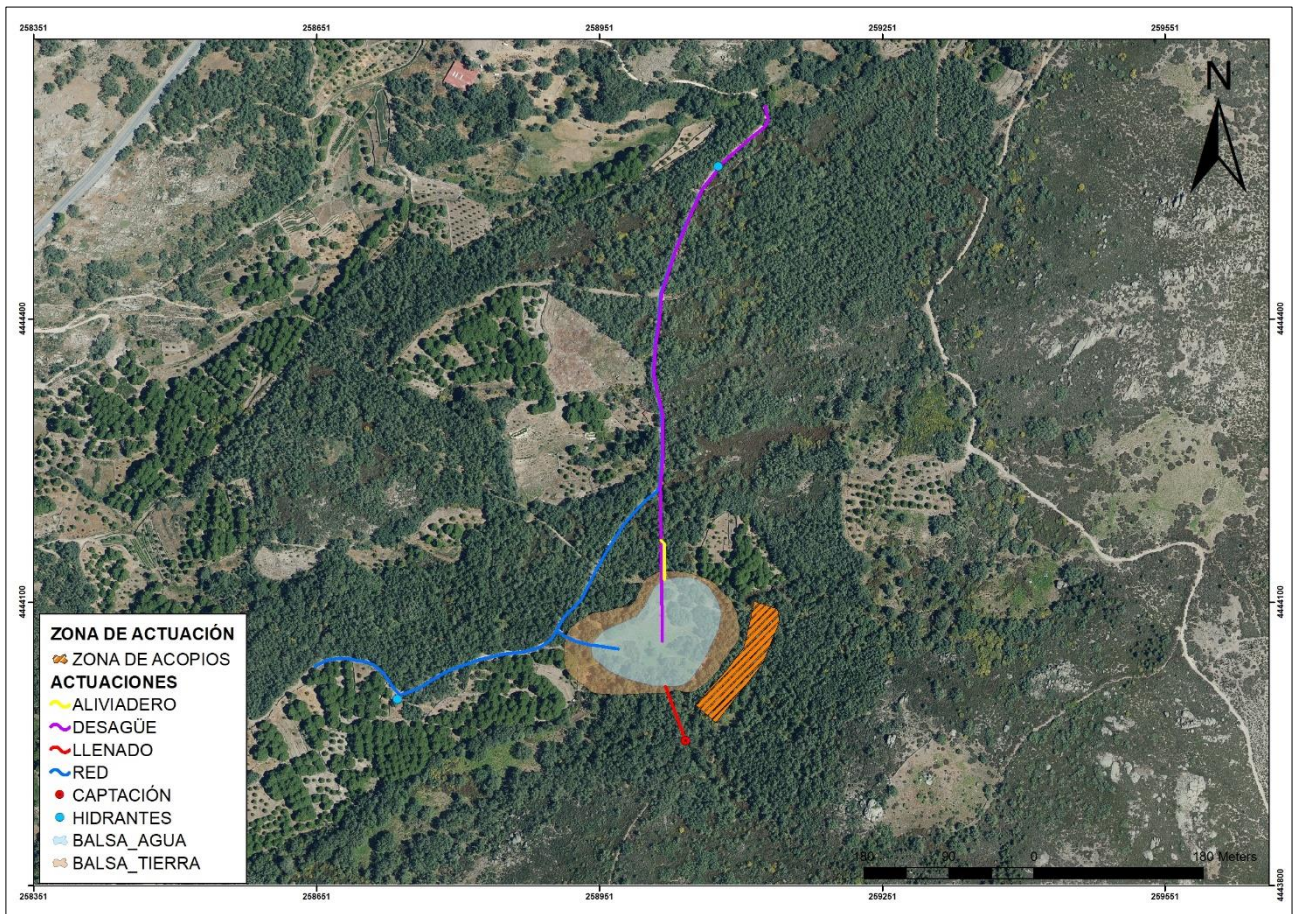 258351 258651 258951 259251 259551
N
4444400 4444400
4444100 4444100
ZONA DE ACTUACIÓN
ZONA DE ACOPIOS
ACTUACIONES
ALIVIADERO
DESAGÜE
LLENADO
RED
CAPTACIÓN
HIDRANTES
BALSA_AGUA
BALSA_TIERRA
180 90 0 180 Meters
4443800
258351 258651 258951 259251 259551